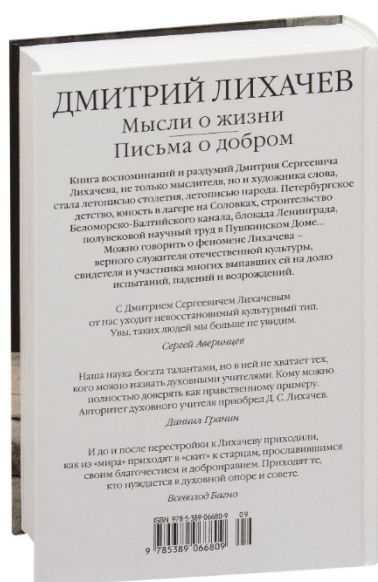 ДМИТРИЙ ЛИХАЧЕВ
Мысли о жизни
Письма о добром
Книга воспоминаний и раздумий Дмитрия Сергеевича
Лихачева, не только мыслителя, но и художника слова,
стала летописью столетия, летописью народа. Петербургское
детство, юность в лагере на Соловках, строительство
Беломорско-Балтийского канала, блокада Ленинграда,
полувековой научный труд в Пушкинском Доме...
Можно говорить о феномене Лихачева –
верного служителя отечественной культуры,
свидетеля и участника многих выпавших ей на долю
испытаний, падений и возрождений.
С Дмитрием Сергеевичем Лихачевым
от нас уходит невосстановимый культурный тип.
Увы, таких людей мы больше не увидим.
Сергей Аверинцев
Наша наука богата талантами, но в ней не хватает тех,
кого можно назвать духовными учителями. Кому можно
полностью доверять как нравственному примеру.
Авторитет духовного учителя приобрел Д. С. Лихачев.
Даниил Гранин
И до и после перестройки к Лихачеву приходили,
как из «мира» приходят в «скит» к старцам, прославившимся
своим благочестием и добронравием. Приходят те,
кто нуждается в духовной опоре и совете.
Всеволод Багно
ISBN 978-5-389-06680-9
09
9 785389 066809